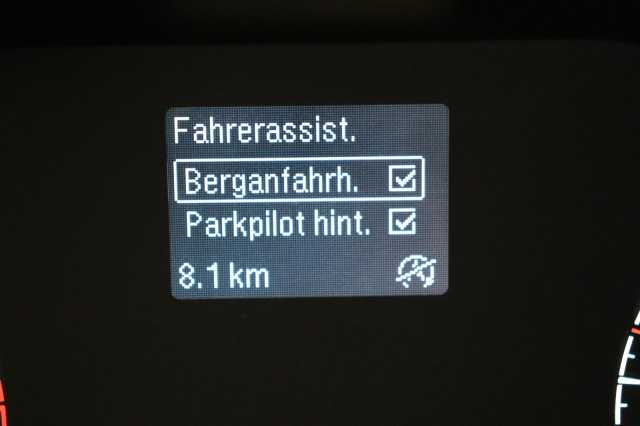 Fahrerassist.
Berganfahrh.
Parkpilot hint.
8.1 km